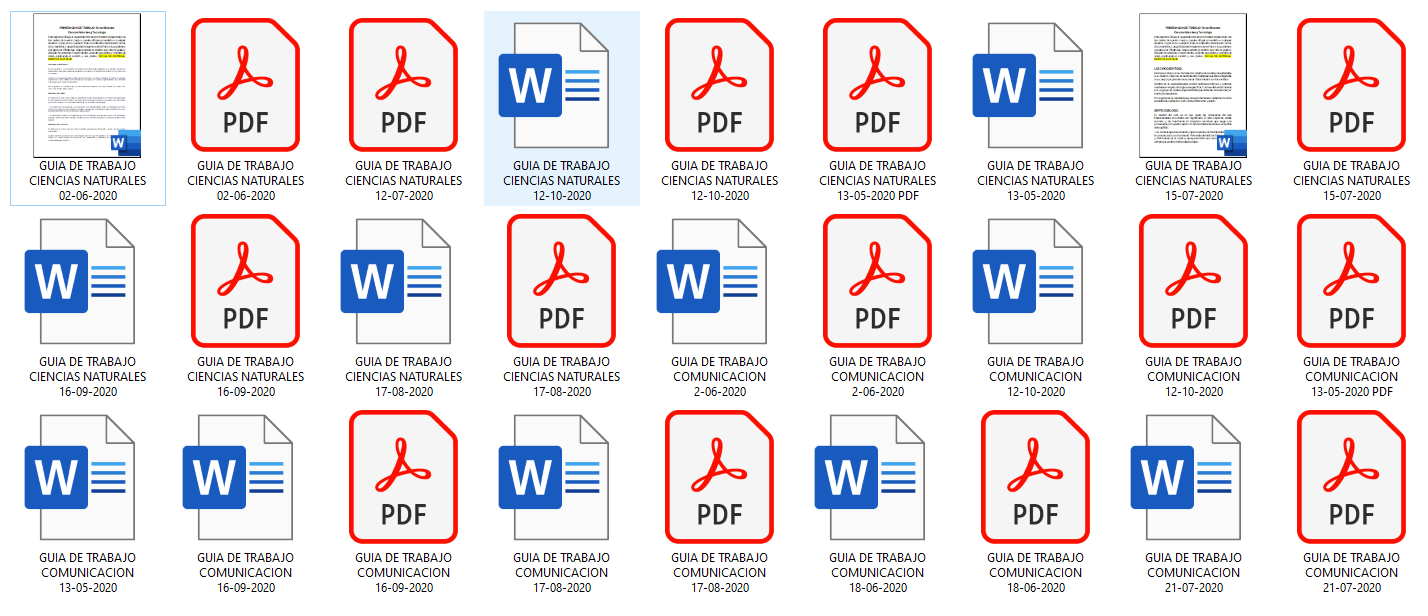 PDF
PDF
W
PDF
PDF
W
PDF
W
W
GUIA DE TRABAJO
CIENCIAS NATURALES
02-06-2020
GUIA DE TRABAJO
CIENCIAS NATURALES
02-06-2020
GUIA DE TRABAJO
CIENCIAS NATURALES
12-07-2020
GUIA DE TRABAJO
CIENCIAS NATURALES
12-10-2020
GUIA DE TRABAJO
CIENCIAS NATURALES
12-10-2020
GUIA DE TRABAJO
CIENCIAS NATURALES
13-05-2020 PDF
GUIA DE TRABAJO
CIENCIAS NATURALES
13-05-2020
GUIA DE TRABAJO
CIENCIAS NATURALES
15-07-2020
GUIA DE TRABAJO
CIENCIAS NATURALES
15-07-2020
W
PDF
W
PDF
W
PDF
W
PDF
PDF
GUIA DE TRABAJO
CIENCIAS NATURALES
16-09-2020
GUIA DE TRABAJO
CIENCIAS NATURALES
16-09-2020
GUIA DE TRABAJO
CIENCIAS NATURALES
17-08-2020
GUIA DE TRABAJO
CIENCIAS NATURALES
17-08-2020
GUIA DE TRABAJO
COMUNICACION
2-06-2020
GUIA DE TRABAJO
COMUNICACION
2-06-2020
GUIA DE TRABAJO
COMUNICACION
12-10-2020
GUIA DE TRABAJO
COMUNICACION
12-10-2020
GUIA DE TRABAJO
COMUNICACION
13-05-2020 PDF
W
W
PDF
W
PDF
W
PDF
W
PDF
GUIA DE TRABAJO
COMUNICACION
13-05-2020
GUIA DE TRABAJO
COMUNICACION
16-09-2020
GUIA DE TRABAJO
COMUNICACION
16-09-2020
GUIA DE TRABAJO
COMUNICACION
17-08-2020
GUIA DE TRABAJO
COMUNICACION
17-08-2020
GUIA DE TRABAJO
COMUNICACION
18-06-2020
GUIA DE TRABAJO
COMUNICACION
18-06-2020
GUIA DE TRABAJO
COMUNICACION
21-07-2020
GUIA DE TRABAJO
COMUNICACION
21-07-2020